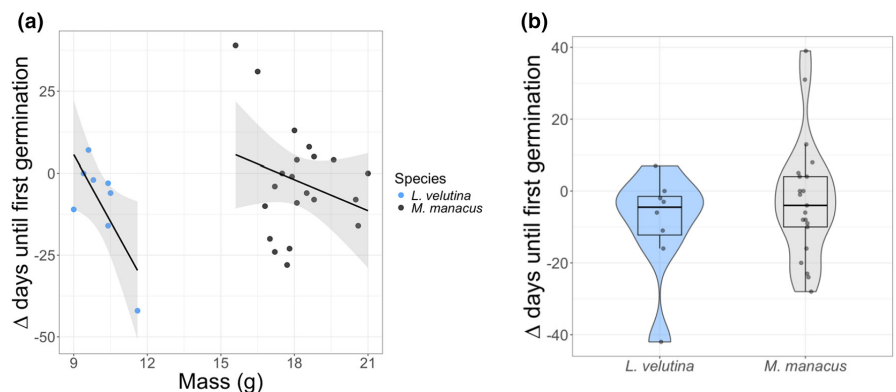 (a)
Δ days until first germination
25
0
-25
-50
9
12
15
18
21
Mass (g)
Species
L. velutina
M. manacus
(b)
Δ days until first germination
40
20
0
-20
-40
L. velutina
M. manacus